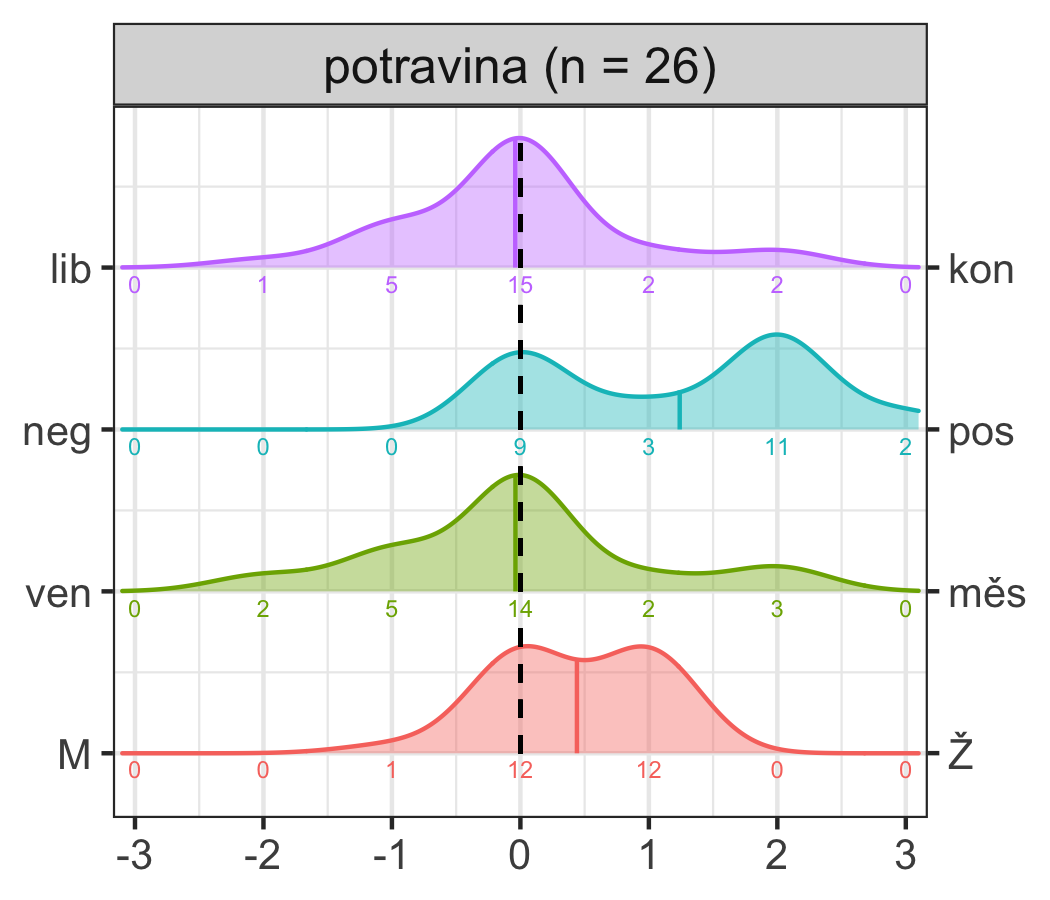 potravina (n = 26)
lib kon
0 1 5 15 2 2 0
neg pos
0 0 0 9 3 11 2
ven měs
0 2 5 14 2 3 0
M Ž
0 0 1 12 12 0 0
-3 -2 -1 0 1 2 3